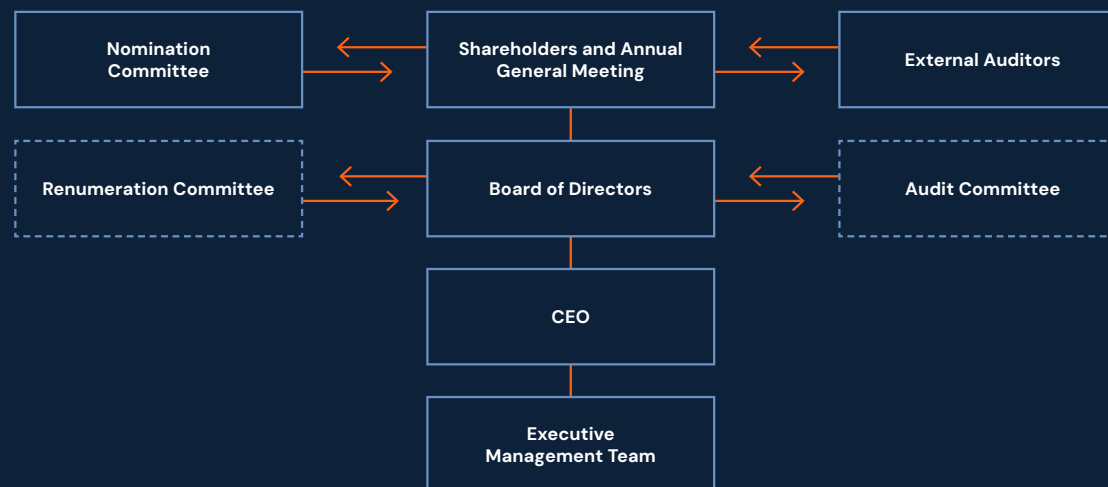 Nomination
Committee
Shareholders and Annual
General Meeting
External Auditors
Renumeration Committee
Board of Directors
Audit Committee
CEO
Executive
Management Team